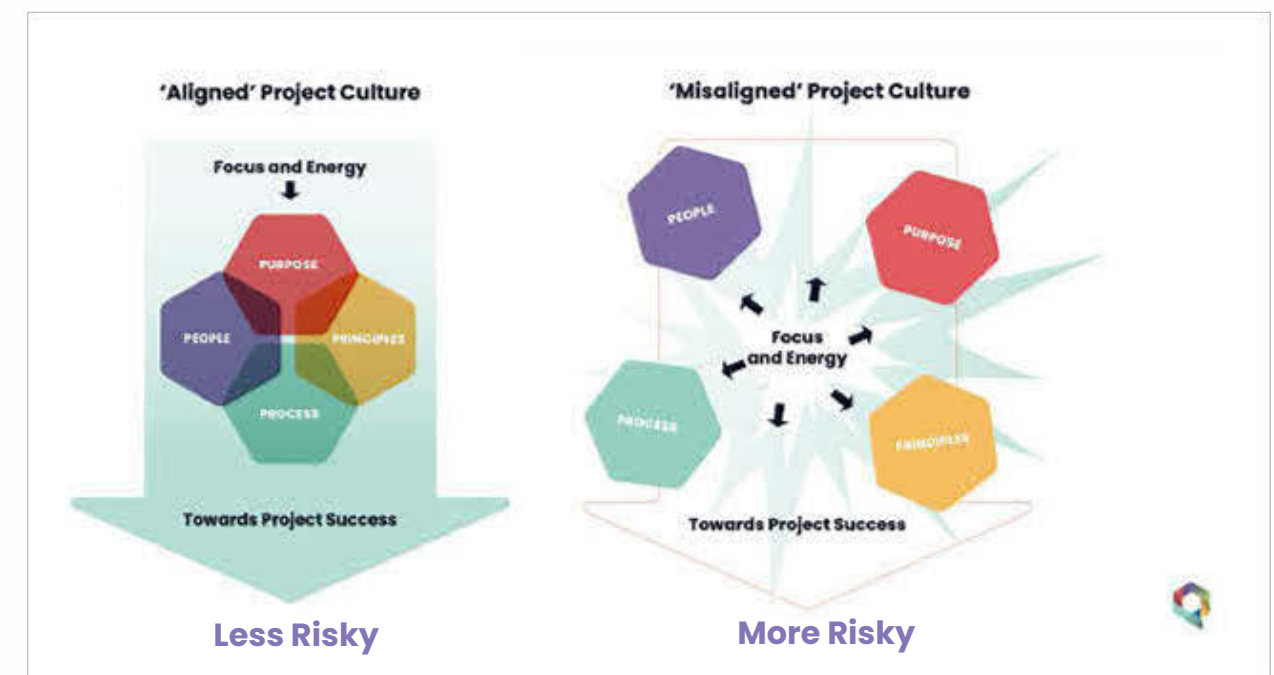 'Aligned' Project Culture
Focus and Energy
PURPOSE
PEOPLE
PRINCIPLES
PROCESS
Towards Project Success
Less Risky
'Misaligned' Project Culture
PEOPLE
PURPOSE
Focus
and Energy
PROCESS
PRINCIPLES
Towards Project Success
More Risky